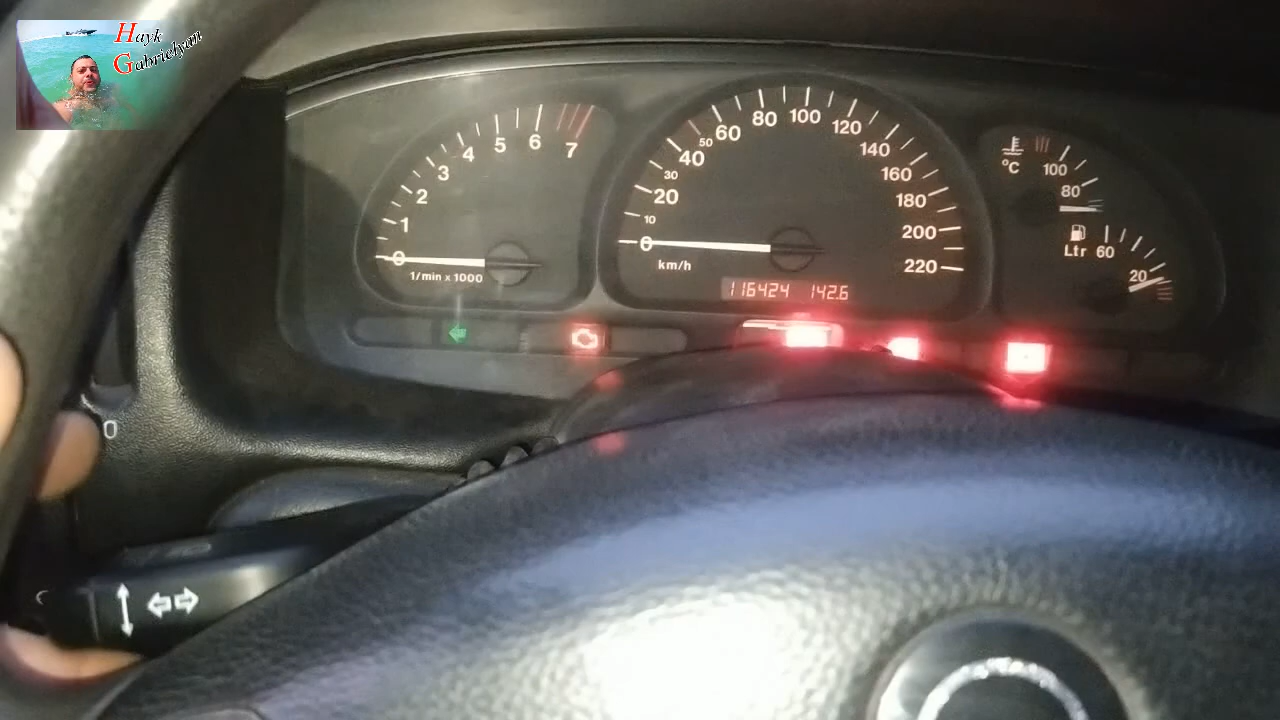 Hayk
Gabrielyan
0 1 2 3 4 5 6 7
1/min x 1000
0 10 20 30 40 50 60 80 100 120 140 160 180 200 220
km/h
116424 142.6
°C 80 100
Ltr 60 20
0